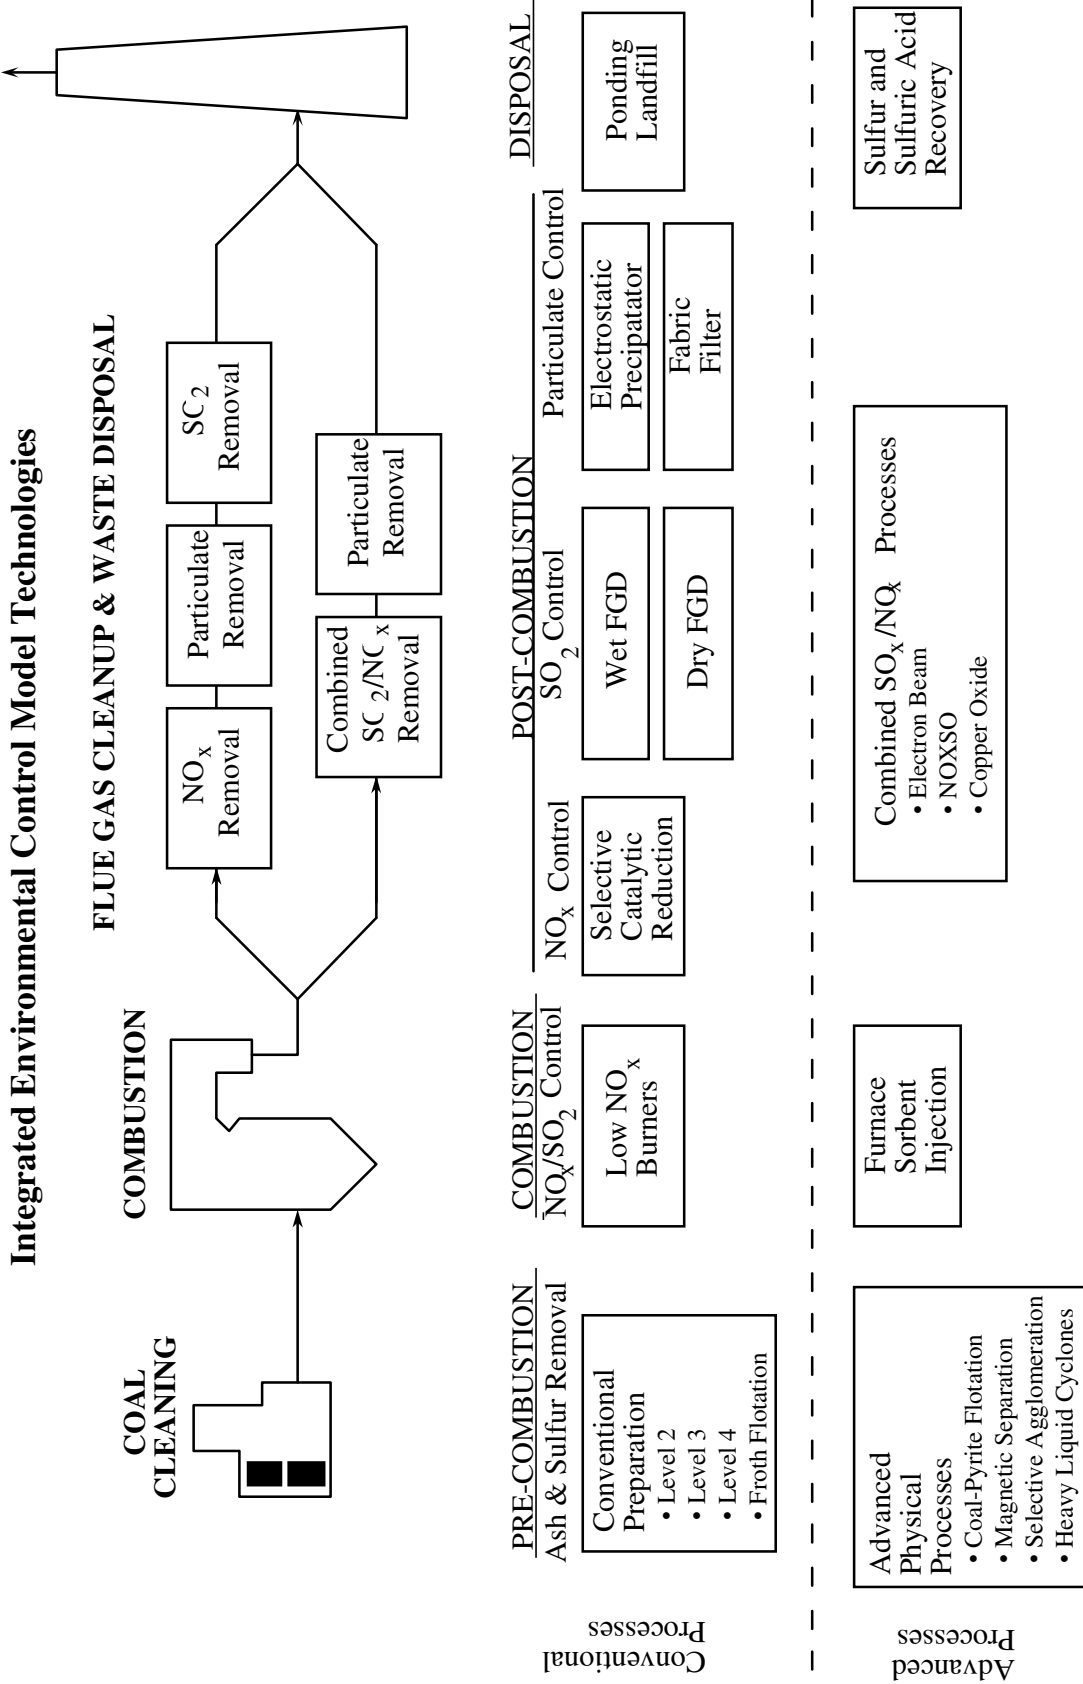 Integrated Environmental Control Model Technologies
COAL
CLEANING
COMBUSTION
FLUE GAS CLEANUP & WASTE DISPOSAL
NOx
Removal
Particulate
Removal
SO2
Removal
Combined
SO2/NOx
Removal
Particulate
Removal
PRE-COMBUSTION
Ash & Sulfur Removal
COMBUSTION
NOx/SO2 Control
POST-COMBUSTION
NOx Control
SO2 Control
Particulate Control
DISPOSAL
Conventional
Processes
Conventional
Preparation
• Level 2
• Level 3
• Level 4
• Froth Flotation
Low NOx
Burners
Selective
Catalytic
Reduction
Wet FGD
Dry FGD
Electrostatic
Precipatator
Fabric
Filter
Ponding
Landfill
Advanced
Processes
Advanced
Physical
Processes
• Coal-Pyrite Flotation
• Magnetic Separation
• Selective Agglomeration
• Heavy Liquid Cyclones
Furnace
Sorbent
Injection
Combined SOx/NOx Processes
• Electron Beam
• NOXSO
• Copper Oxide
Sulfur and
Sulfuric Acid
Recovery